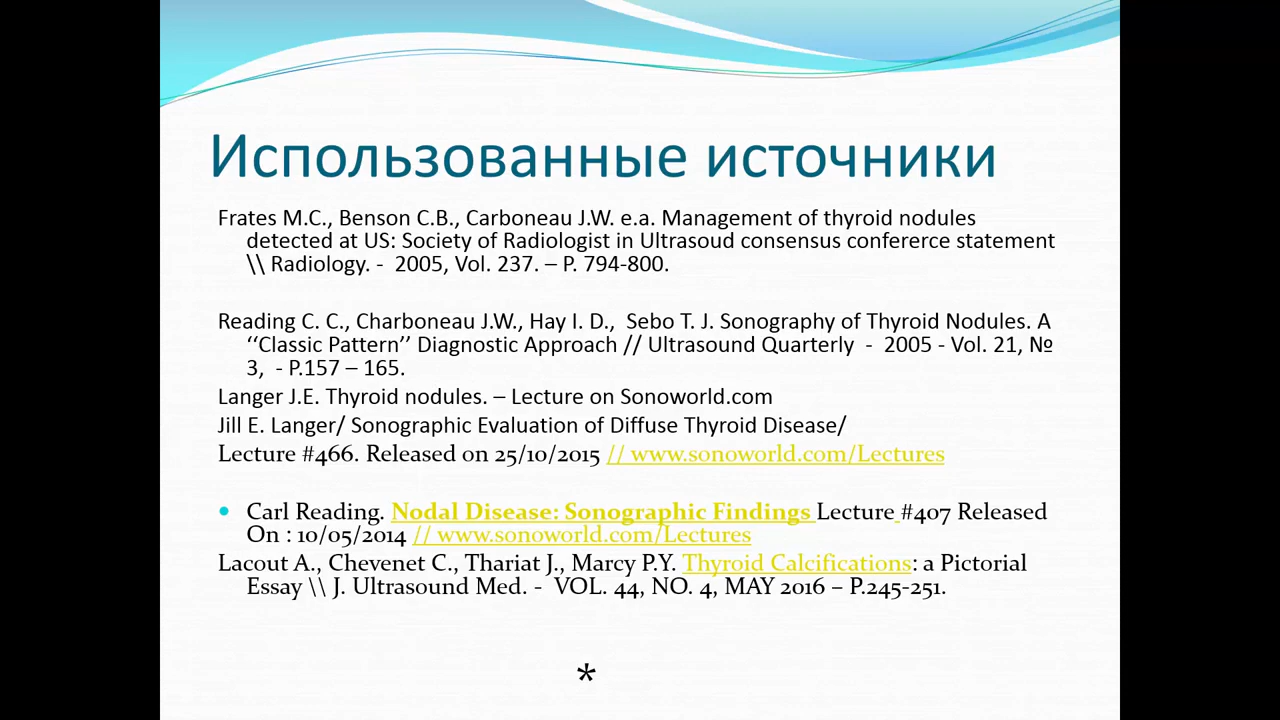 Использованные источники
Frates M.C., Benson C.B., Carboneau J.W. e.a. Management of thyroid nodules
detected at US: Society of Radiologist in Ultrasoud consensus confererce statement
\\ Radiology. - 2005, Vol. 237. – P. 794-800.
Reading C. C., Charboneau J.W., Hay I. D., Sebo T. J. Sonography of Thyroid Nodules. A
‘‘Classic Pattern’’ Diagnostic Approach // Ultrasound Quarterly - 2005 - Vol. 21, №
3, - P.157 – 165.
Langer J.E. Thyroid nodules. – Lecture on Sonoworld.com
Jill E. Langer/ Sonographic Evaluation of Diffuse Thyroid Disease/
Lecture #466. Released on 25/10/2015 // www.sonoworld.com/Lectures
• Carl Reading. Nodal Disease: Sonographic Findings Lecture #407 Released
On : 10/05/2014 // www.sonoworld.com/Lectures
Lacout A., Chevenet C., Thariat J., Marcy P.Y. Thyroid Calcifications: a Pictorial
Essay \\ J. Ultrasound Med. - VOL. 44, NO. 4, MAY 2016 – P.245-251.
*